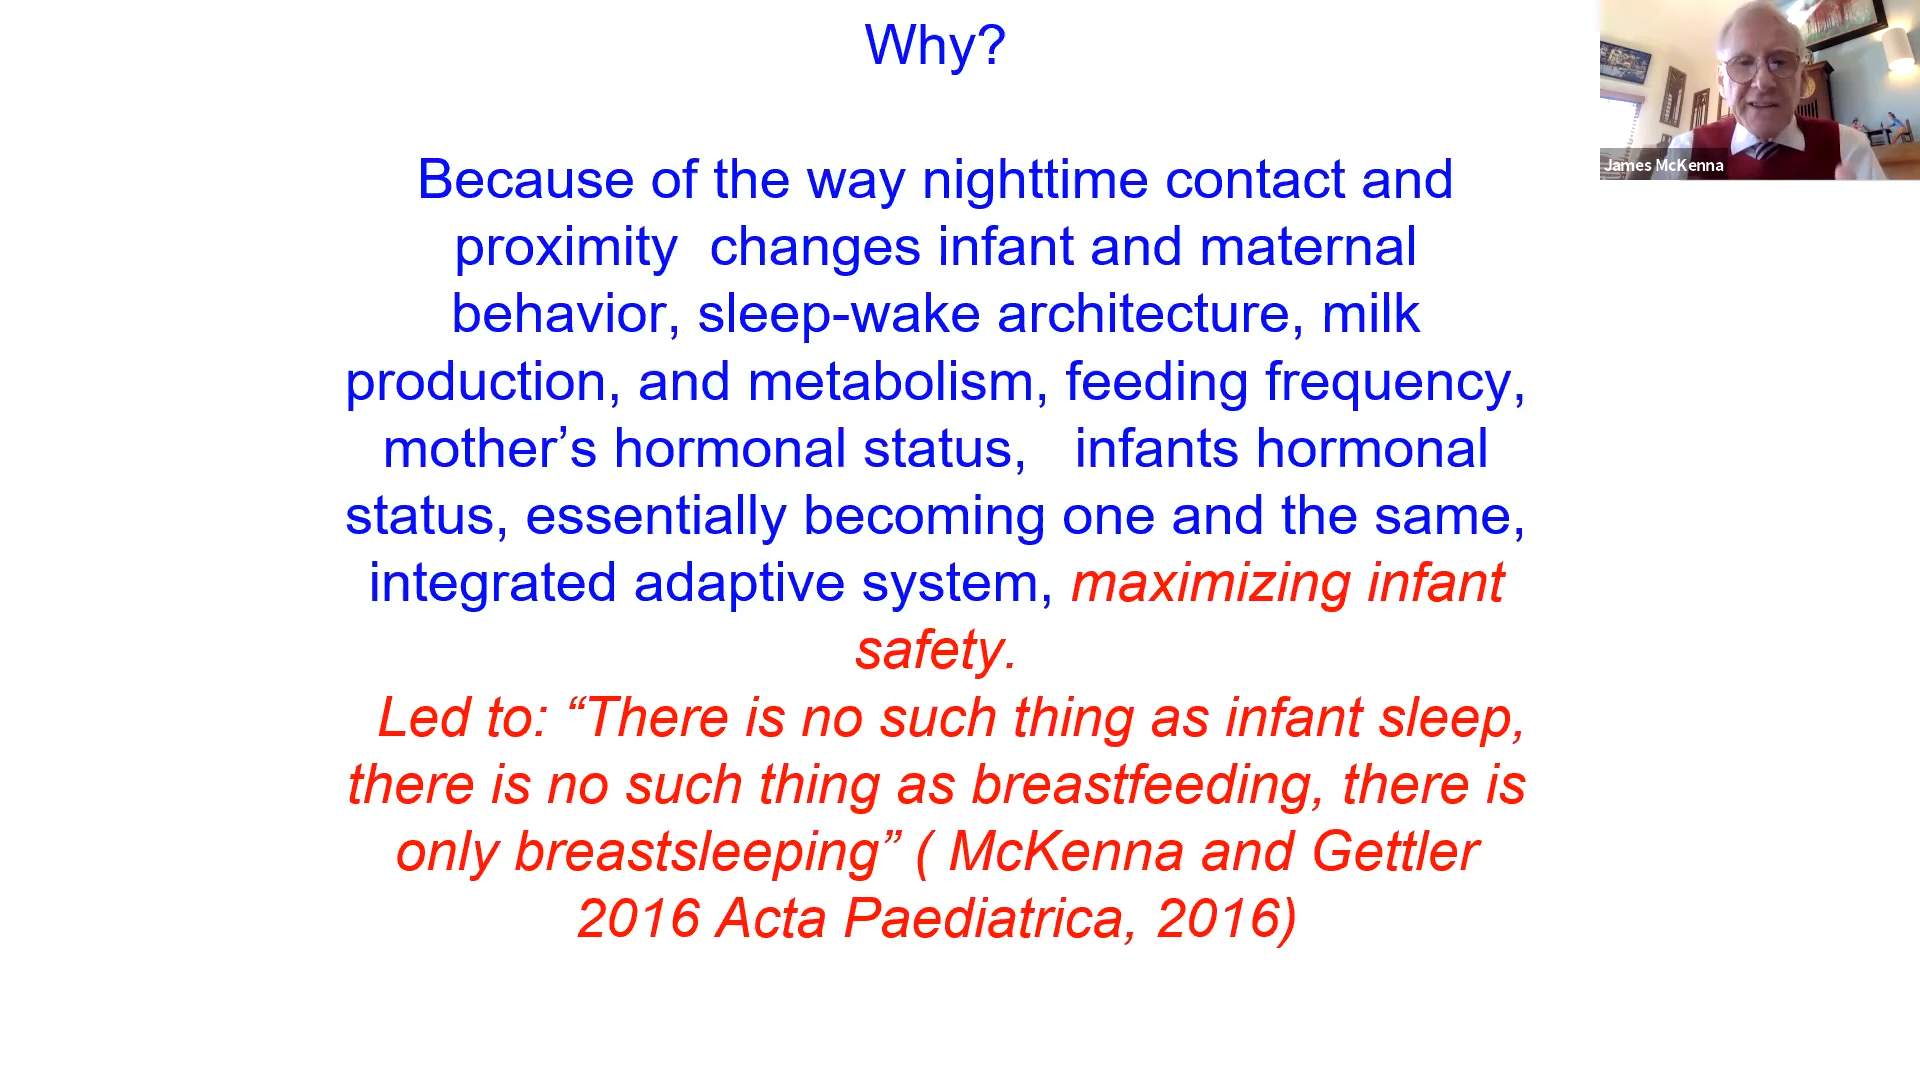 Why?
Because of the way nighttime contact and
proximity  changes infant and maternal
behavior, sleep-wake architecture, milk
production, and metabolism, feeding frequency,
mother’s hormonal status,   infants hormonal
status, essentially becoming one and the same,
integrated adaptive system, maximizing infant
safety.
Led to: “There is no such thing as infant sleep,
there is no such thing as breastfeeding, there is
only breastsleeping” ( McKenna and Gettler
2016 Acta Paediatrica, 2016)
James McKenna